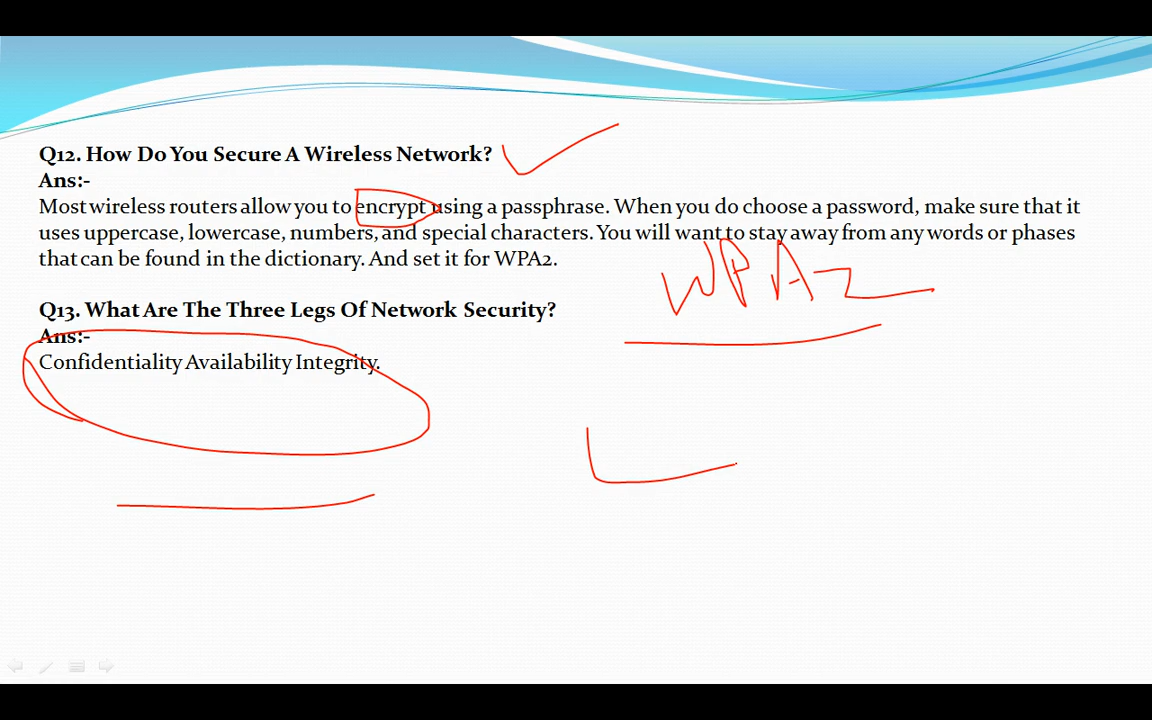 Q12. How Do You Secure A Wireless Network?
Ans:-
Most wireless routers allow you to encrypt using a passphrase. When you do choose a password, make sure that it
uses uppercase, lowercase, numbers, and special characters. You will want to stay away from any words or phases
that can be found in the dictionary. And set it for WPA2.
WPA2
Q13. What Are The Three Legs Of Network Security?
Ans:-
Confidentiality Availability Integrity.